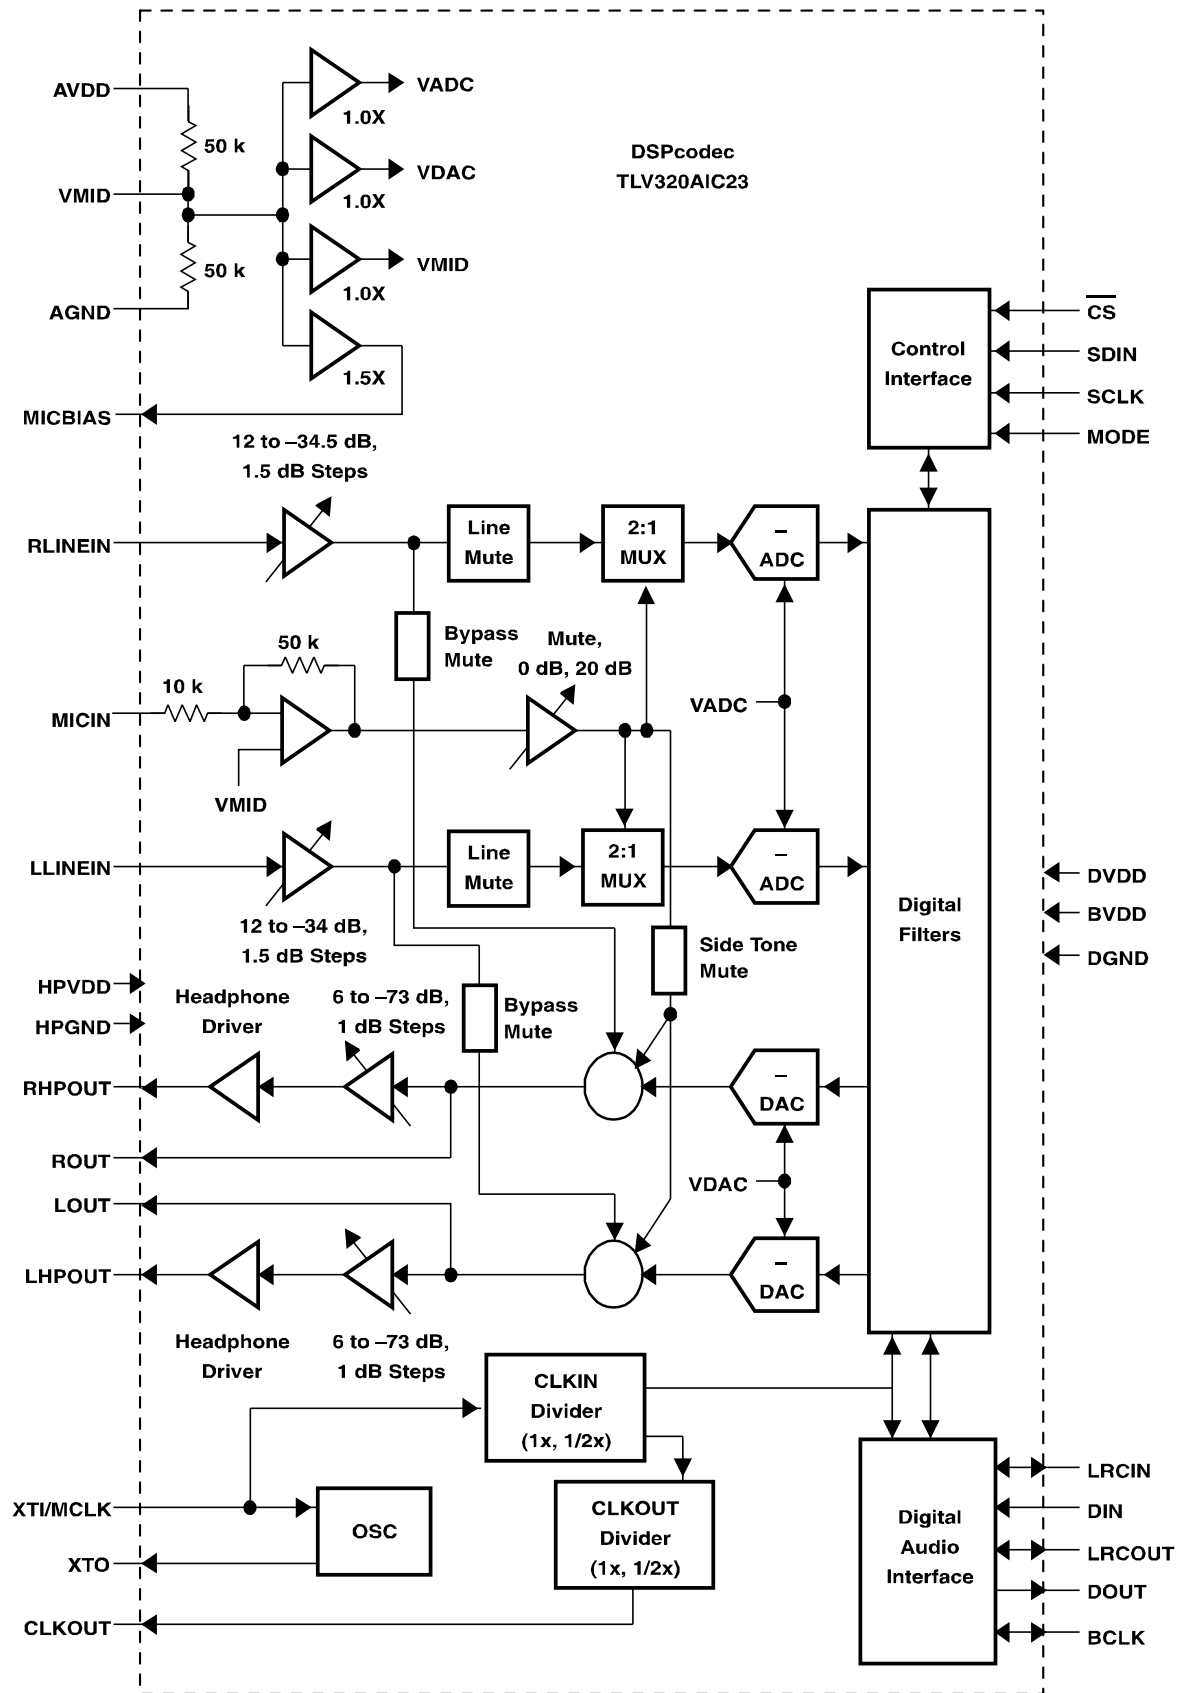 AVDD
50 k
VMID
50 k
AGND
1.0X
VADC
1.0X
VDAC
1.0X
VMID
1.5X
MICBIAS
DSPcodec
TLV320AIC23
Control
Interface
CS
SDIN
SCLK
MODE
12 to –34.5 dB,
1.5 dB Steps
RLINEIN
Line
Mute
2:1
MUX
–
ADC
Bypass
Mute
Mute,
0 dB, 20 dB
50 k
10 k
MICIN
VMID
VADC
LLINEIN
12 to –34 dB,
1.5 dB Steps
Line
Mute
2:1
MUX
–
ADC
Digital
Filters
DVDD
BVDD
DGND
Side Tone
Mute
HPVDD
HPGND
Headphone
Driver
6 to –73 dB,
1 dB Steps
Bypass
Mute
RHPOUT
–
DAC
ROUT
VDAC
LOUT
LHPOUT
–
DAC
Headphone
Driver
6 to –73 dB,
1 dB Steps
CLKIN
Divider
(1x, 1/2x)
CLKOUT
Divider
(1x, 1/2x)
XTI/MCLK
OSC
XTO
CLKOUT
Digital
Audio
Interface
LRCIN
DIN
LRCOUT
DOUT
BCLK